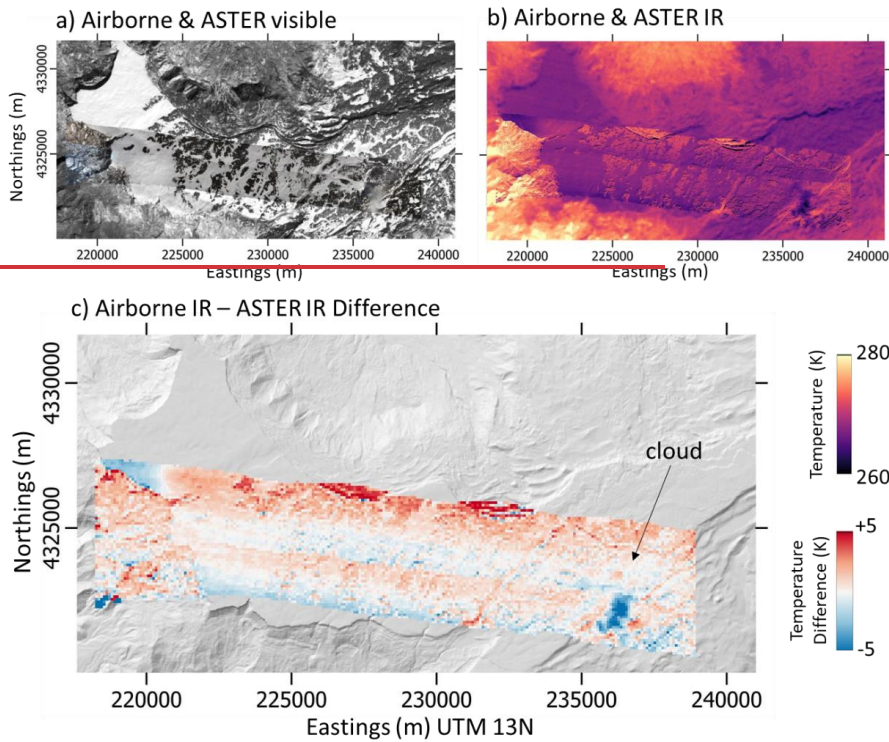 a) Airborne & ASTER visible
b) Airborne & ASTER IR
Northings (m)
4330000
4325000
220000 225000 230000 235000 240000
220000 225000 230000 235000 240000
Eastings (m)
Eastings (m)
c) Airborne IR – ASTER IR Difference
Northings (m)
4330000
4325000
cloud
220000 225000 230000 235000 240000
Eastings (m) UTM 13N
Temperature (K)
280
260
Temperature
Difference (K)
+5
-5